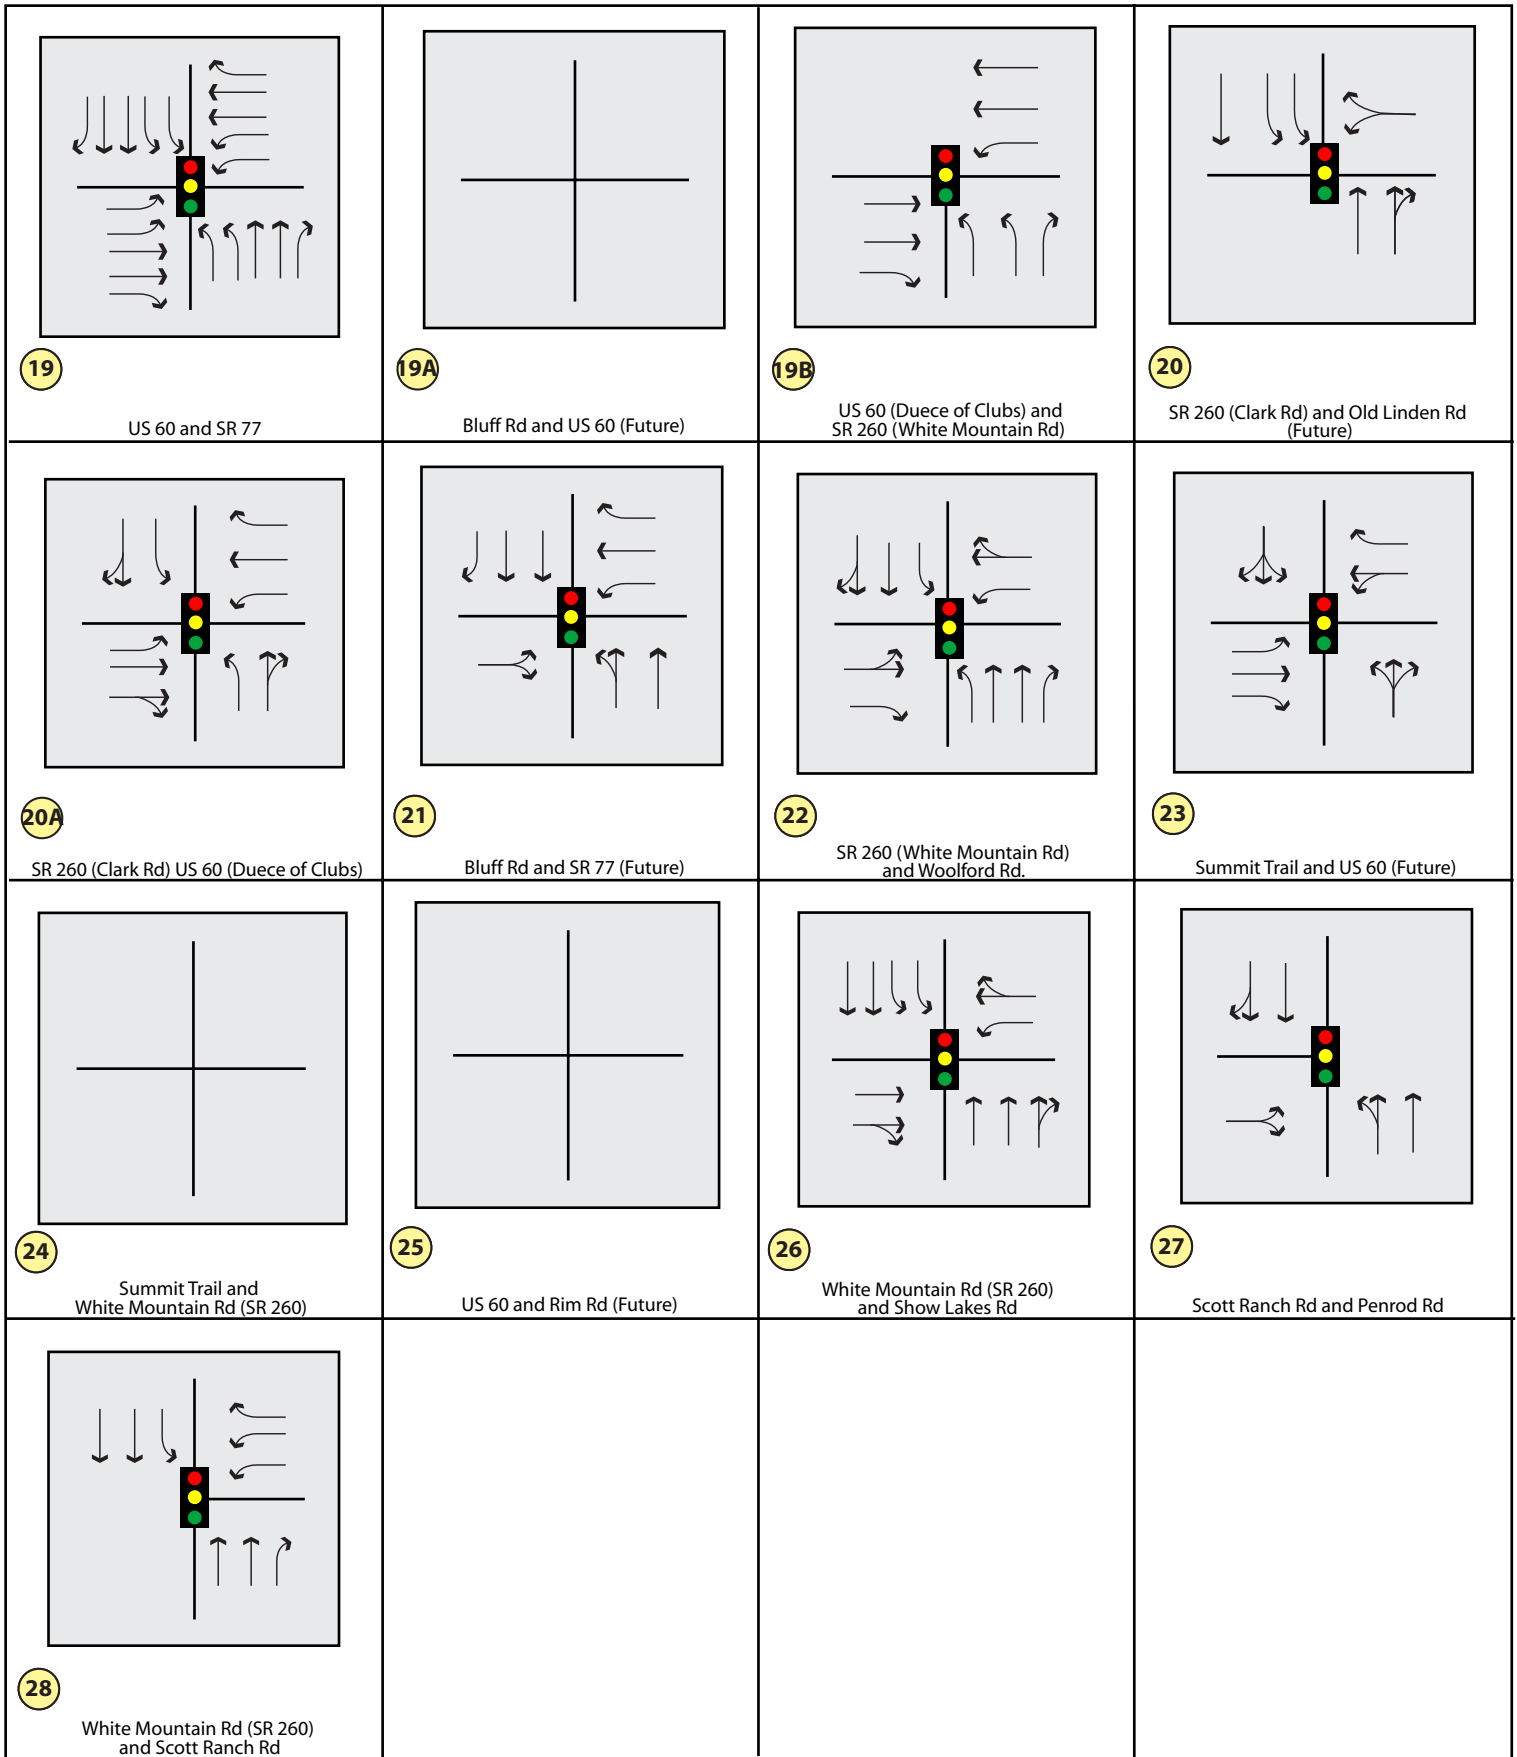 19
US 60 and SR 77
19A
Bluff Rd and US 60 (Future)
19B
US 60 (Duece of Clubs) and
SR 260 (White Mountain Rd)
20
SR 260 (Clark Rd) and Old Linden Rd
(Future)
20A
SR 260 (Clark Rd) US 60 (Duece of Clubs)
21
Bluff Rd and SR 77 (Future)
22
SR 260 (White Mountain Rd)
and Woolford Rd.
23
Summit Trail and US 60 (Future)
24
Summit Trail and
White Mountain Rd (SR 260)
25
US 60 and Rim Rd (Future)
26
White Mountain Rd (SR 260)
and Show Lakes Rd
27
Scott Ranch Rd and Penrod Rd
28
White Mountain Rd (SR 260)
and Scott Ranch Rd